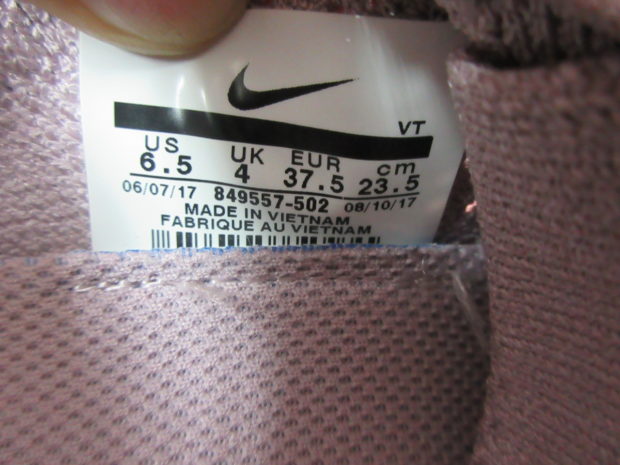 VT
US UK EUR cm
6.5 4 37.5 23.5
06/07/17 849557-502 08/10/17
MADE IN VIETNAM
FABRIQUE AU VIETNAM